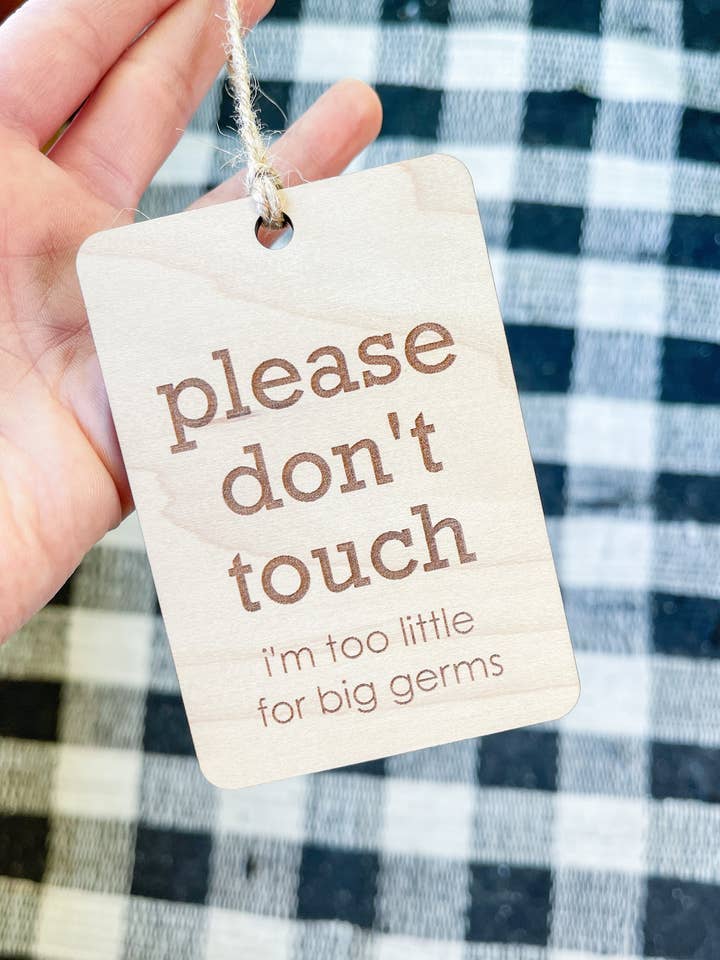 please
don't
touch
i'm too little
for big germs